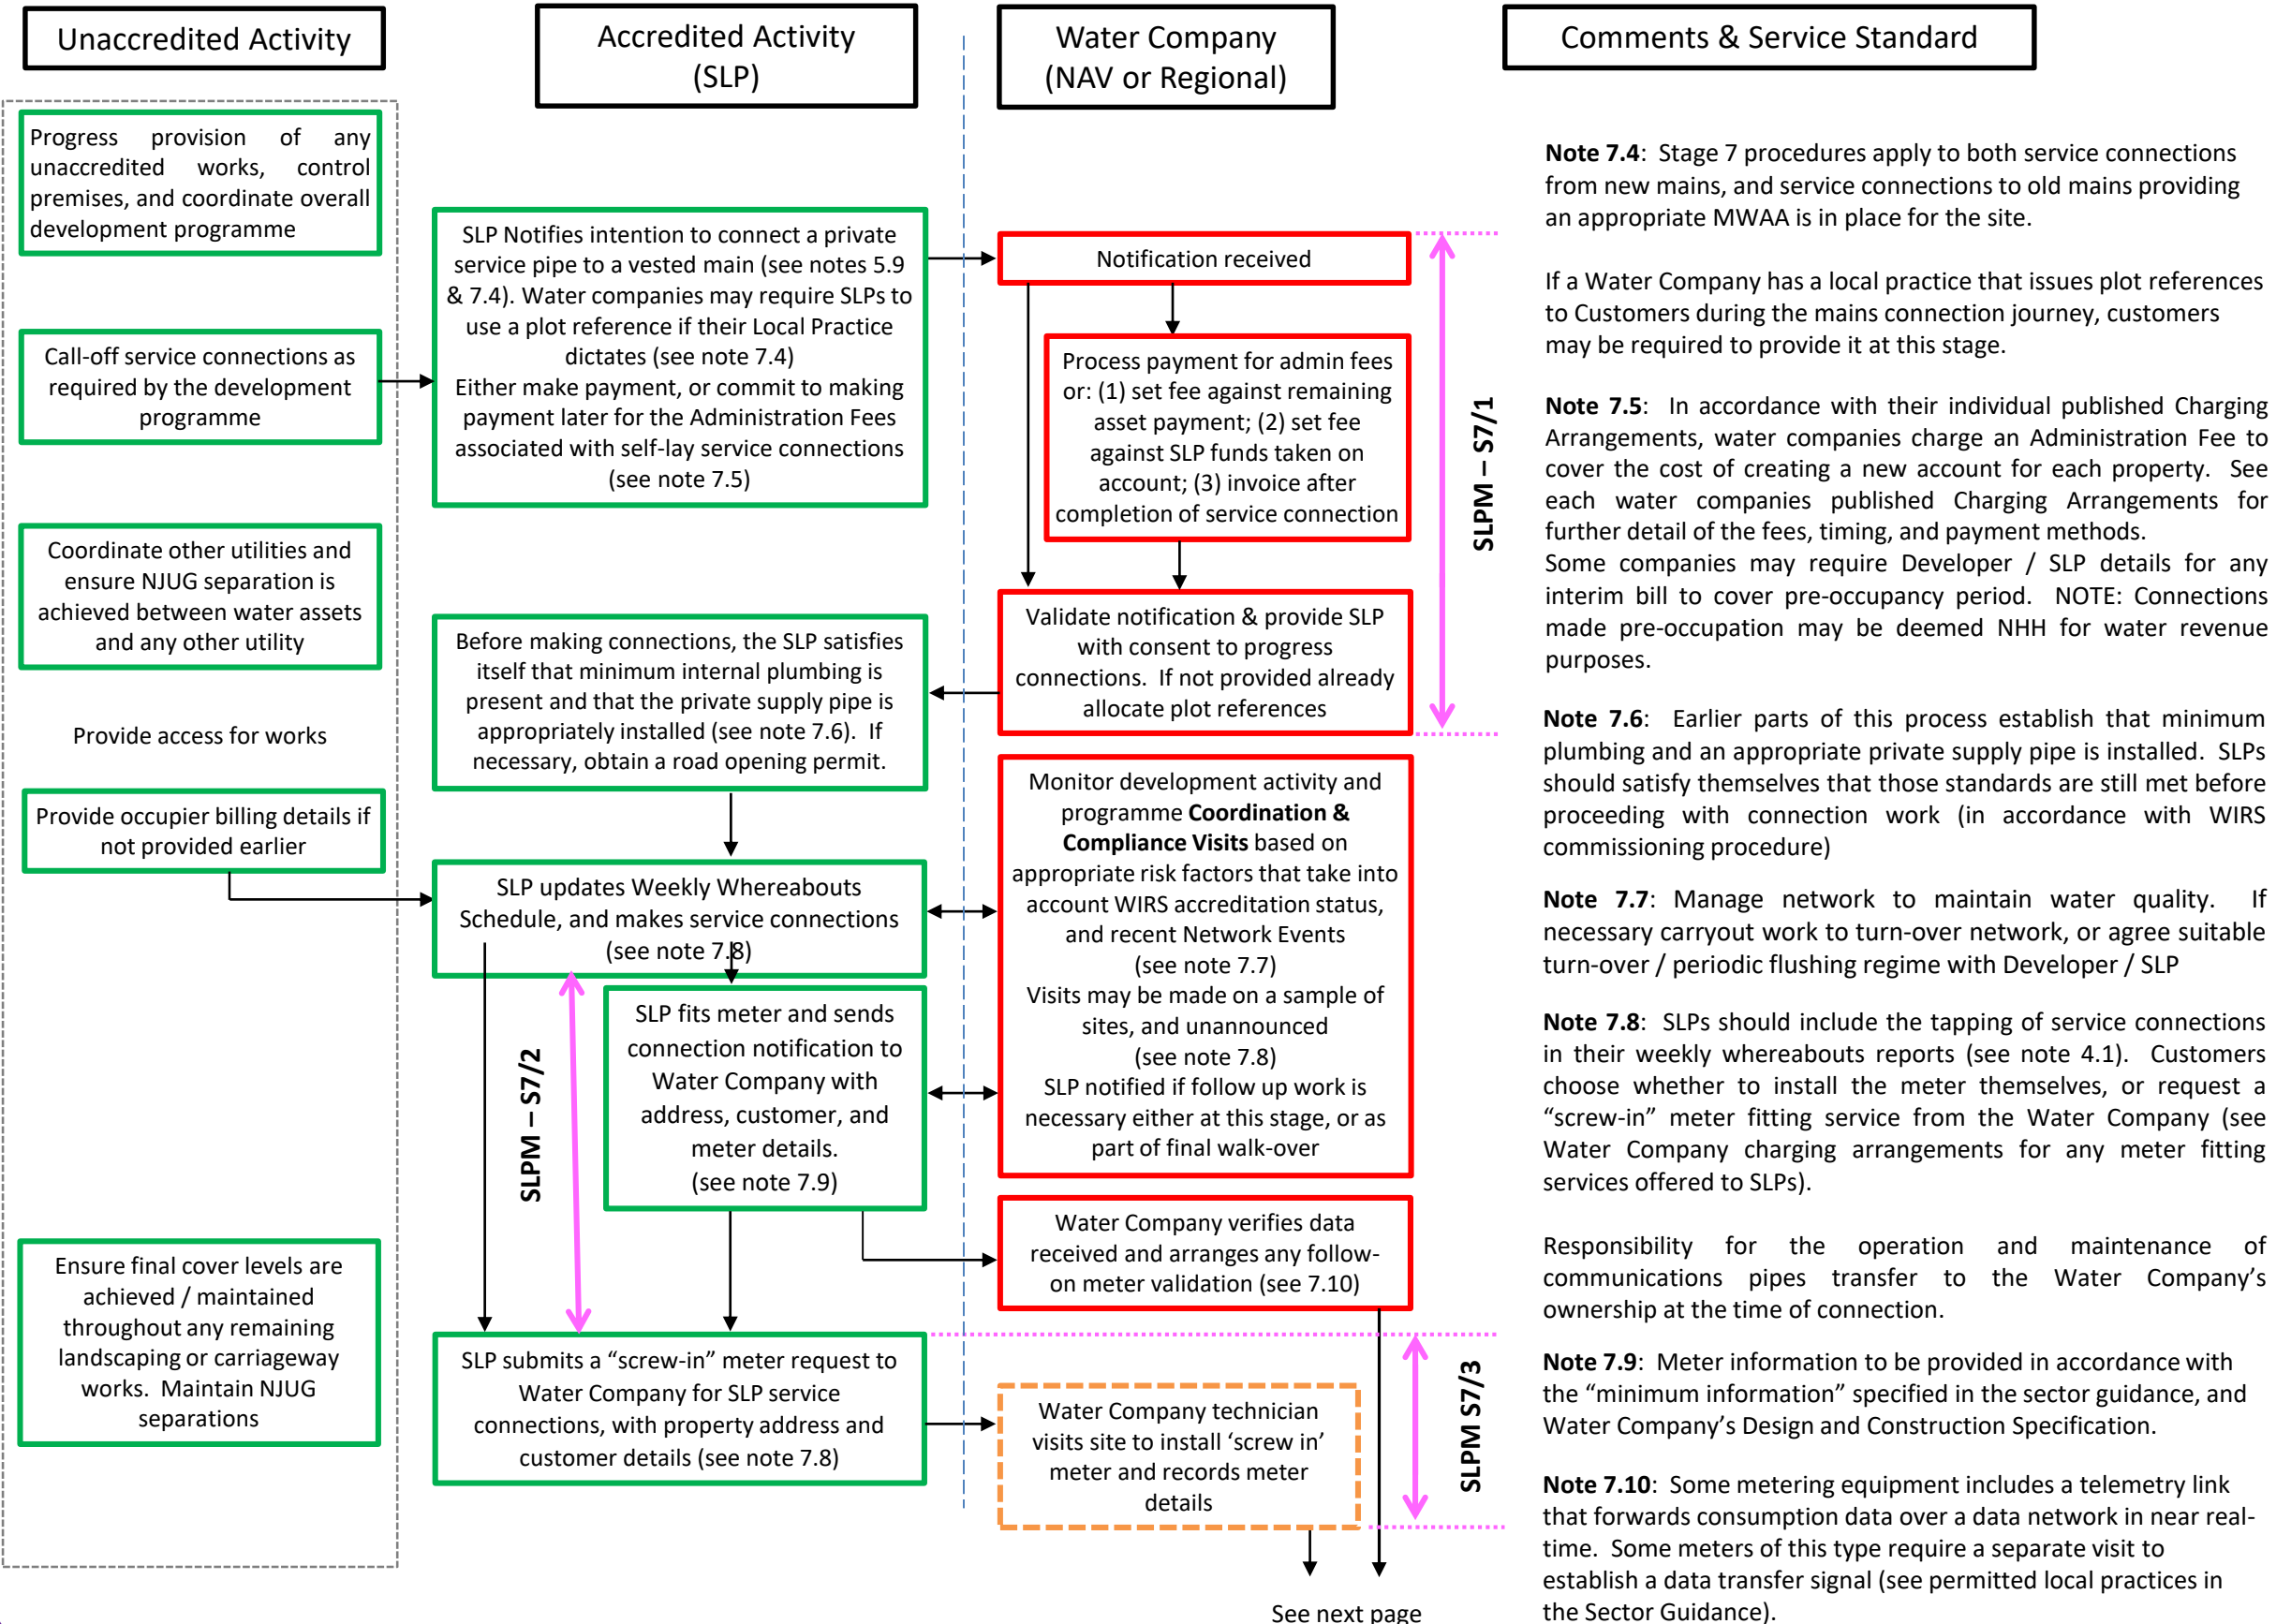 Unaccredited Activity
Accredited Activity
(SLP)
Water Company
(NAV or Regional)
Comments & Service Standard
Progress provision of any
unaccredited works, control
premises, and coordinate overall
development programme
Call-off service connections as
required by the development
programme
Coordinate other utilities and
ensure NJUG separation is
achieved between water assets
and any other utility
Provide access for works
Provide occupier billing details if
not provided earlier
Ensure final cover levels are
achieved / maintained
throughout any remaining
landscaping or carriageway
works. Maintain NJUG
separations
SLP Notifies intention to connect a private
service pipe to a vested main (see notes 5.9
& 7.4). Water companies may require SLPs to
use a plot reference if their Local Practice
dictates (see note 7.4)
Either make payment, or commit to making
payment later for the Administration Fees
associated with self-lay service connections
(see note 7.5)
Before making connections, the SLP satisfies
itself that minimum internal plumbing is
present and that the private supply pipe is
appropriately installed (see note 7.6). If
necessary, obtain a road opening permit.
SLP updates Weekly Whereabouts
Schedule, and makes service connections
(see note 7.8)
SLP fits meter and sends
connection notification to
Water Company with
address, customer, and
meter details.
(see note 7.9)
SLPM – S7/2
SLP submits a “screw-in” meter request to
Water Company for SLP service
connections, with property address and
customer details (see note 7.8)
Notification received
Process payment for admin fees
or: (1) set fee against remaining
asset payment; (2) set fee
against SLP funds taken on
account; (3) invoice after
completion of service connection
Validate notification & provide SLP
with consent to progress
connections. If not provided already
allocate plot references
SLPM – S7/1
Monitor development activity and
programme Coordination &
Compliance Visits based on
appropriate risk factors that take into
account WIRS accreditation status,
and recent Network Events
(see note 7.7)
Visits may be made on a sample of
sites, and unannounced
(see note 7.8)
SLP notified if follow up work is
necessary either at this stage, or as
part of final walk-over
Water Company verifies data
received and arranges any follow-
on meter validation (see 7.10)
Water Company technician
visits site to install ‘screw in’
meter and records meter
details
SLPM S7/3
See next page
Note 7.4: Stage 7 procedures apply to both service connections
from new mains, and service connections to old mains providing
an appropriate MWAA is in place for the site.
If a Water Company has a local practice that issues plot references
to Customers during the mains connection journey, customers
may be required to provide it at this stage.
Note 7.5: In accordance with their individual published Charging
Arrangements, water companies charge an Administration Fee to
cover the cost of creating a new account for each property. See
each water companies published Charging Arrangements for
further detail of the fees, timing, and payment methods.
Some companies may require Developer / SLP details for any
interim bill to cover pre-occupancy period. NOTE: Connections
made pre-occupation may be deemed NHH for water revenue
purposes.
Note 7.6: Earlier parts of this process establish that minimum
plumbing and an appropriate private supply pipe is installed. SLPs
should satisfy themselves that those standards are still met before
proceeding with connection work (in accordance with WIRS
commissioning procedure)
Note 7.7: Manage network to maintain water quality. If
necessary carryout work to turn-over network, or agree suitable
turn-over / periodic flushing regime with Developer / SLP
Note 7.8: SLPs should include the tapping of service connections
in their weekly whereabouts reports (see note 4.1). Customers
choose whether to install the meter themselves, or request a
“screw-in” meter fitting service from the Water Company (see
Water Company charging arrangements for any meter fitting
services offered to SLPs).
Responsibility for the operation and maintenance of
communications pipes transfer to the Water Company’s
ownership at the time of connection.
Note 7.9: Meter information to be provided in accordance with
the “minimum information” specified in the sector guidance, and
Water Company’s Design and Construction Specification.
Note 7.10: Some metering equipment includes a telemetry link
that forwards consumption data over a data network in near real-
time. Some meters of this type require a separate visit to
establish a data transfer signal (see permitted local practices in
the Sector Guidance).